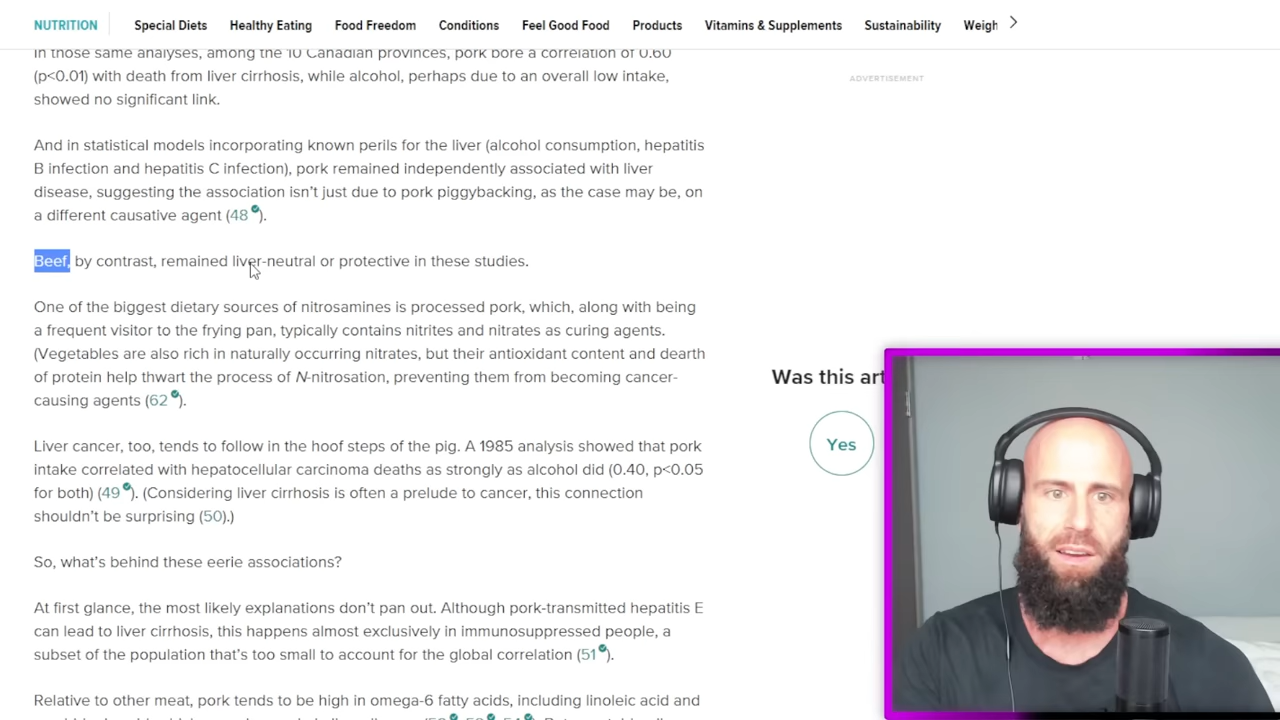 NUTRITION Special Diets Healthy Eating Food Freedom Conditions Feel Good Food Products Vitamins & Supplements Sustainability Weigh
In those same analyses, among the 10 Canadian provinces, pork bore a correlation of 0.60
(p<0.01) with death from liver cirrhosis, while alcohol, perhaps due to an overall low intake,
showed no significant link.
ADVERTISEMENT
And in statistical models incorporating known perils for the liver (alcohol consumption, hepatitis
B infection and hepatitis C infection), pork remained independently associated with liver
disease, suggesting the association isn’t just due to pork piggybacking, as the case may be, on
a different causative agent (48).
Beef, by contrast, remained liver-neutral or protective in these studies.
One of the biggest dietary sources of nitrosamines is processed pork, which, along with being
a frequent visitor to the frying pan, typically contains nitrites and nitrates as curing agents.
(Vegetables are also rich in naturally occurring nitrates, but their antioxidant content and dearth
of protein help thwart the process of N-nitrosation, preventing them from becoming cancer-
causing agents (62).
Was this art
Yes
Liver cancer, too, tends to follow in the hoof steps of the pig. A 1985 analysis showed that pork
intake correlated with hepatocellular carcinoma deaths as strongly as alcohol did (0.40, p<0.05
for both) (49). (Considering liver cirrhosis is often a prelude to cancer, this connection
shouldn’t be surprising (50).)
So, what’s behind these eerie associations?
At first glance, the most likely explanations don’t pan out. Although pork-transmitted hepatitis E
can lead to liver cirrhosis, this happens almost exclusively in immunosuppressed people, a
subset of the population that’s too small to account for the global correlation (51).
Relative to other meat, pork tends to be high in omega-6 fatty acids, including linoleic acid and